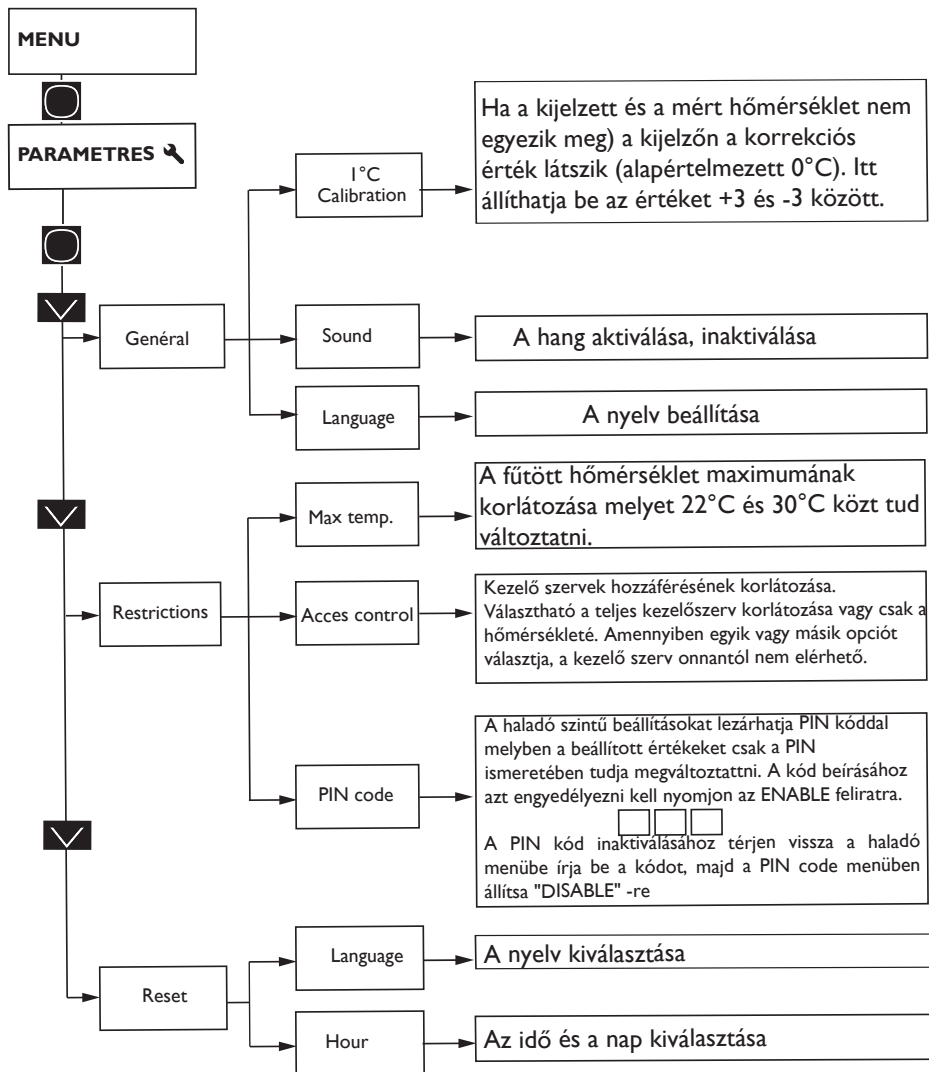 MENU
PARAMETRES
1°C
Calibration
Ha a kijelzett és a mért hőmérséklet nem
egyezik meg) a kijelzőn a korrekciós
érték látszik (alapértelmezett 0°C). Itt
állíthatja be az értéket +3 és -3 között.
Genéral
Sound
A hang aktiválása, inaktiválása
Language
A nyelv beállítása
Restrictions
Max temp.
A fűtött hőmérséklet maximumának
korlátozása melyet 22°C és 30°C közt tud
változtatni.
Acces control
Kezelő szervek hozzáférésének korlátozása.
Választható a teljes kezelőszerv korlátozása vagy csak a
hőmérsékleté. Amennyiben egyik vagy másik opciót
választja, a kezelő szerv onnantól nem elérhető.
PIN code
A haladó szintű beállításokat lezárhatja PIN kóddal
melyben a beállított értékeket csak a PIN
ismeretében tudja megváltoztattni. A kód beírásához
azt engyedélyezni kell nyomjon az ENABLE feliratra.
A PIN kód inaktiválásához térjen vissza a haladó
menübe írja be a kódot, majd a PIN code menüben
állítsa "DISABLE" -re
Reset
Language
A nyelv kiválasztása
Hour
Az idő és a nap kiválasztása